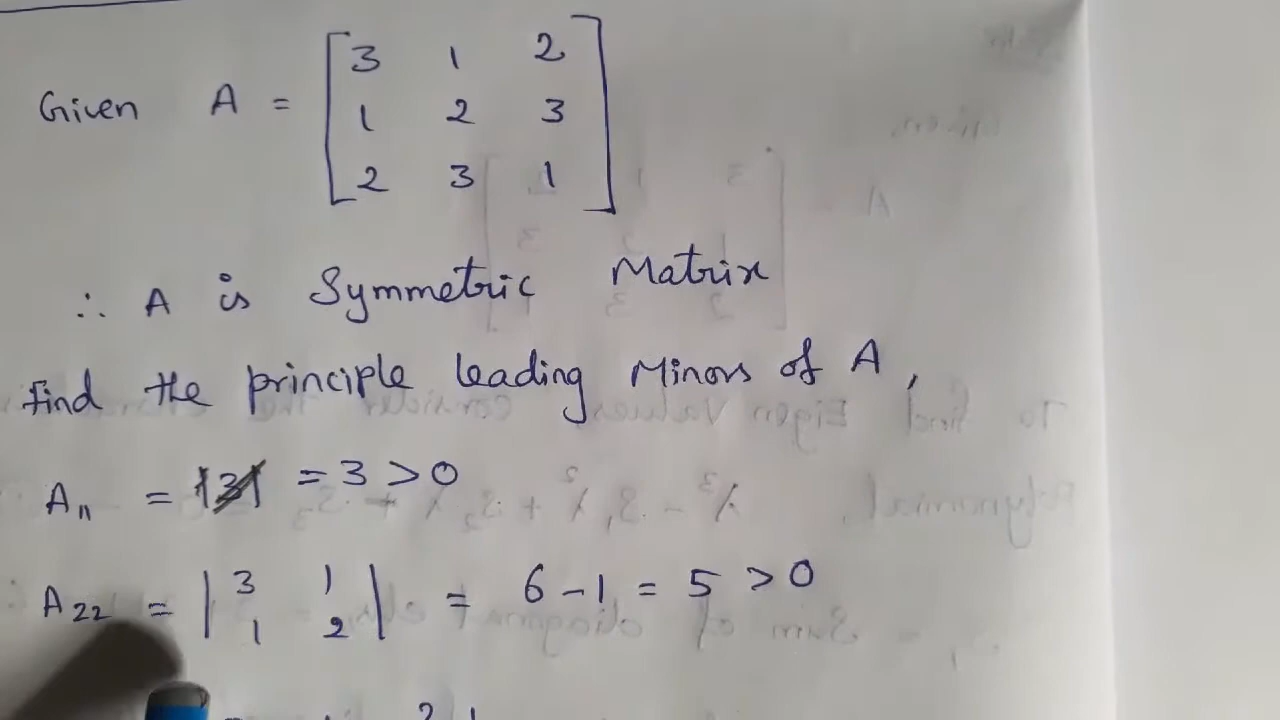 Given A = [ 3 1 2
1 2 3
2 3 1 ]
∴ A is Symmetric Matrix
Find the principle leading Minors of A,
A₁₁ = |3| = 3 > 0
A₂₂ = | 3 1 | = 6 - 1 = 5 > 0
| 1 2 |
2